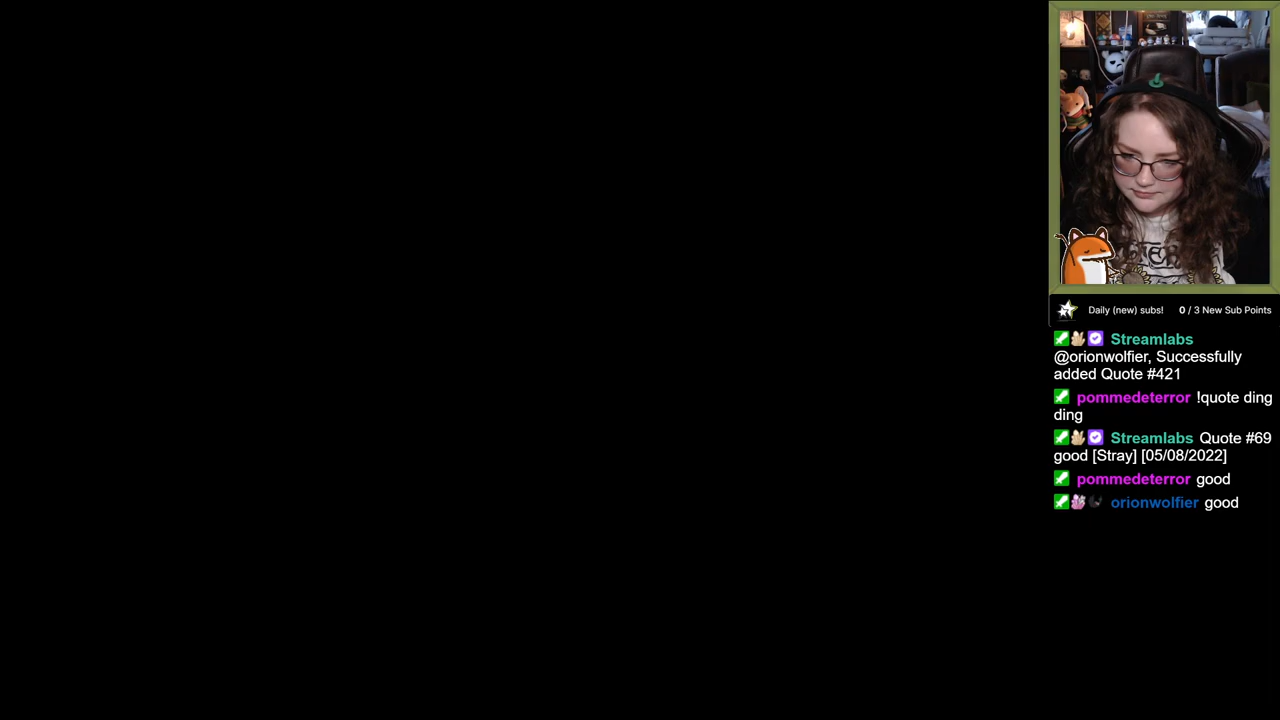 Daily (new) subs! 0 / 3 New Sub Points
Streamlabs
@orionwolfier, Successfully
added Quote #421
pommedeterror !quote ding
ding
Streamlabs Quote #69
good [Stray] [05/08/2022]
pommedeterror good
orionwolfier good